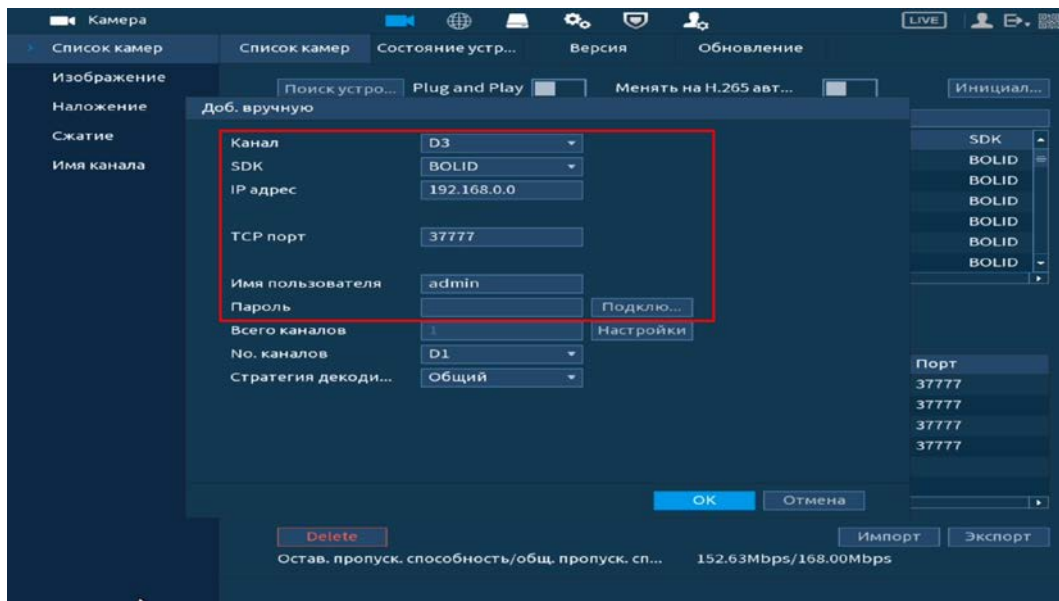 Камера LIVE
Список камер Список камер Состояние устр... Версия Обновление
Изображение Поиск устро... Plug and Play Менять на H.265 авт... Инициал...
Наложение Доб. вручную
Сжатие Канал D3 SDK
Имя канала SDK BOLID BOLID
IP адрес 192.168.0.0 BOLID
BOLID
BOLID
TCP порт 37777 BOLID
BOLID
Имя пользователя admin
Пароль Подклю...
Всего каналов 1 Настройки
No. каналов D1
Стратегия декоди... Общий Порт
37777
37777
37777
37777
OK Отмена
Delete Импорт Экспорт
Остав. пропуск. способность/общ. пропуск. сп... 152.63Mbps/168.00Mbps